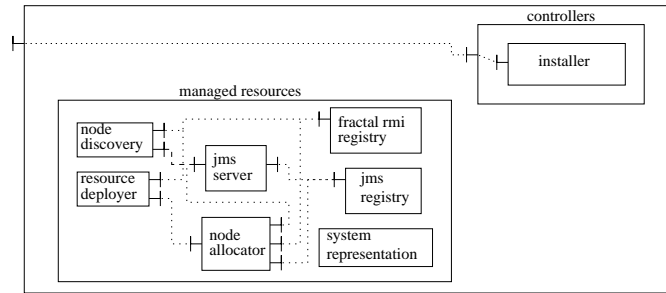 controllers
installer
managed resources
node
discovery
fractal rmi
registry
jms
server
resource
deployer
jms
registry
node
allocator
system
representation